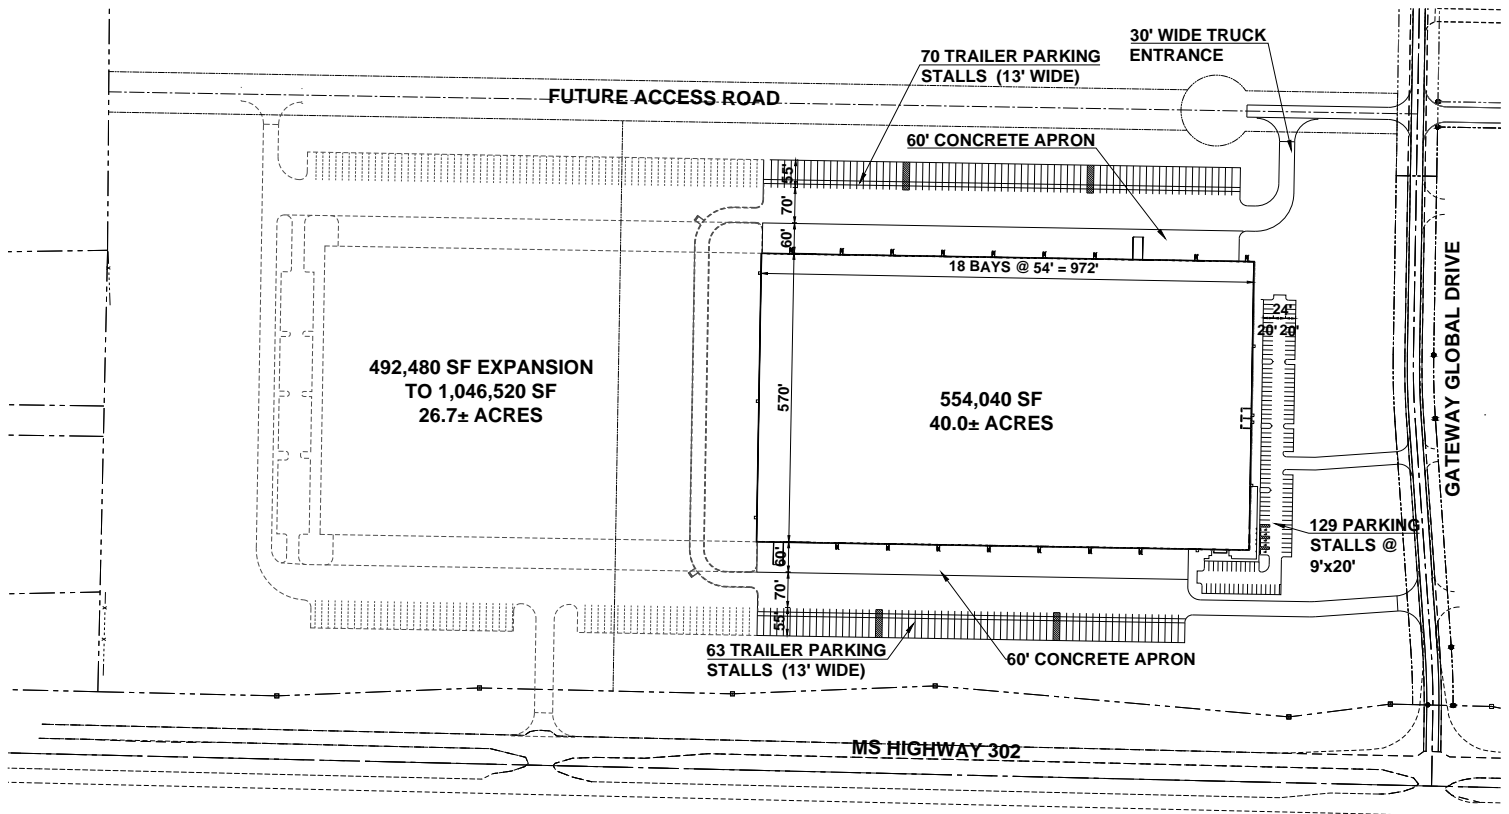 30' WIDE TRUCK
ENTRANCE
70 TRAILER PARKING
STALLS (13' WIDE)
FUTURE ACCESS ROAD
60' CONCRETE APRON
55'
70'
60'
18 BAYS @ 54' = 972'
24'
20' 20'
GATEWAY GLOBAL DRIVE
492,480 SF EXPANSION
TO 1,046,520 SF
26.7± ACRES
570'
554,040 SF
40.0± ACRES
129 PARKING
STALLS @
9'x20'
60'
70'
55'
63 TRAILER PARKING
STALLS (13' WIDE)
60' CONCRETE APRON
MS HIGHWAY 302